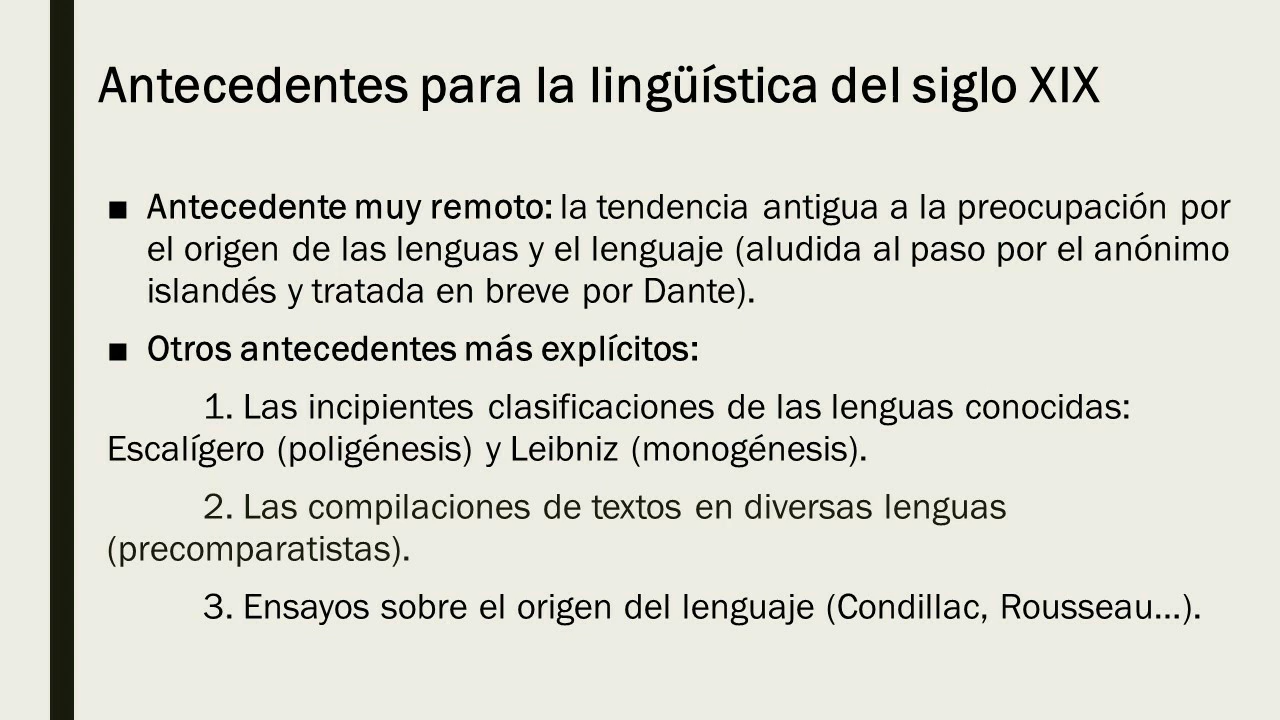 Antecedentes para la lingüística del siglo XIX
■ Antecedente muy remoto: la tendencia antigua a la preocupación por
el origen de las lenguas y el lenguaje (aludida al paso por el anónimo
islandés y tratada en breve por Dante).
■ Otros antecedentes más explícitos:
1. Las incipientes clasificaciones de las lenguas conocidas:
Escalígero (poligénesis) y Leibniz (monogénesis).
2. Las compilaciones de textos en diversas lenguas
(precomparatistas).
3. Ensayos sobre el origen del lenguaje (Condillac, Rousseau...).